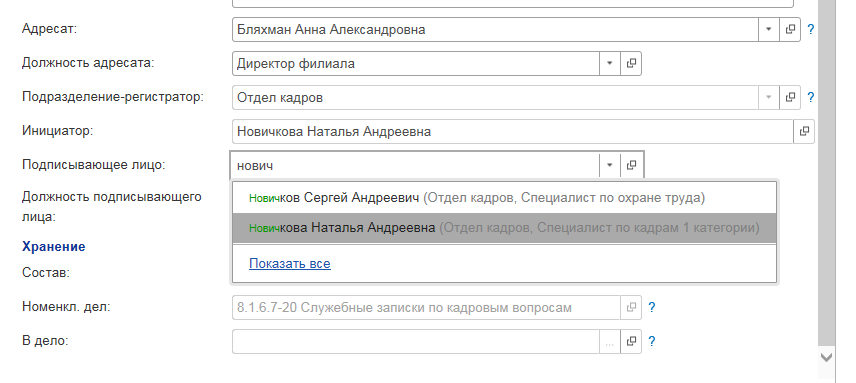 Адресат: Бляхман Анна Александровна ?
Должность адресата: Директор филиала
Подразделение-регистратор: Отдел кадров ?
Инициатор: Новичкова Наталья Андреевна
Подписывающее лицо: нович
Новичков Сергей Андреевич (Отдел кадров, Специалист по охране труда)
Должность подписывающего
лица:
Новичкова Наталья Андреевна (Отдел кадров, Специалист по кадрам 1 категории)
Хранение
Показать все
Состав:
Номенкл. дел: 8.1.6.7-20 Служебные записки по кадровым вопросам ?
В дело: ... ?